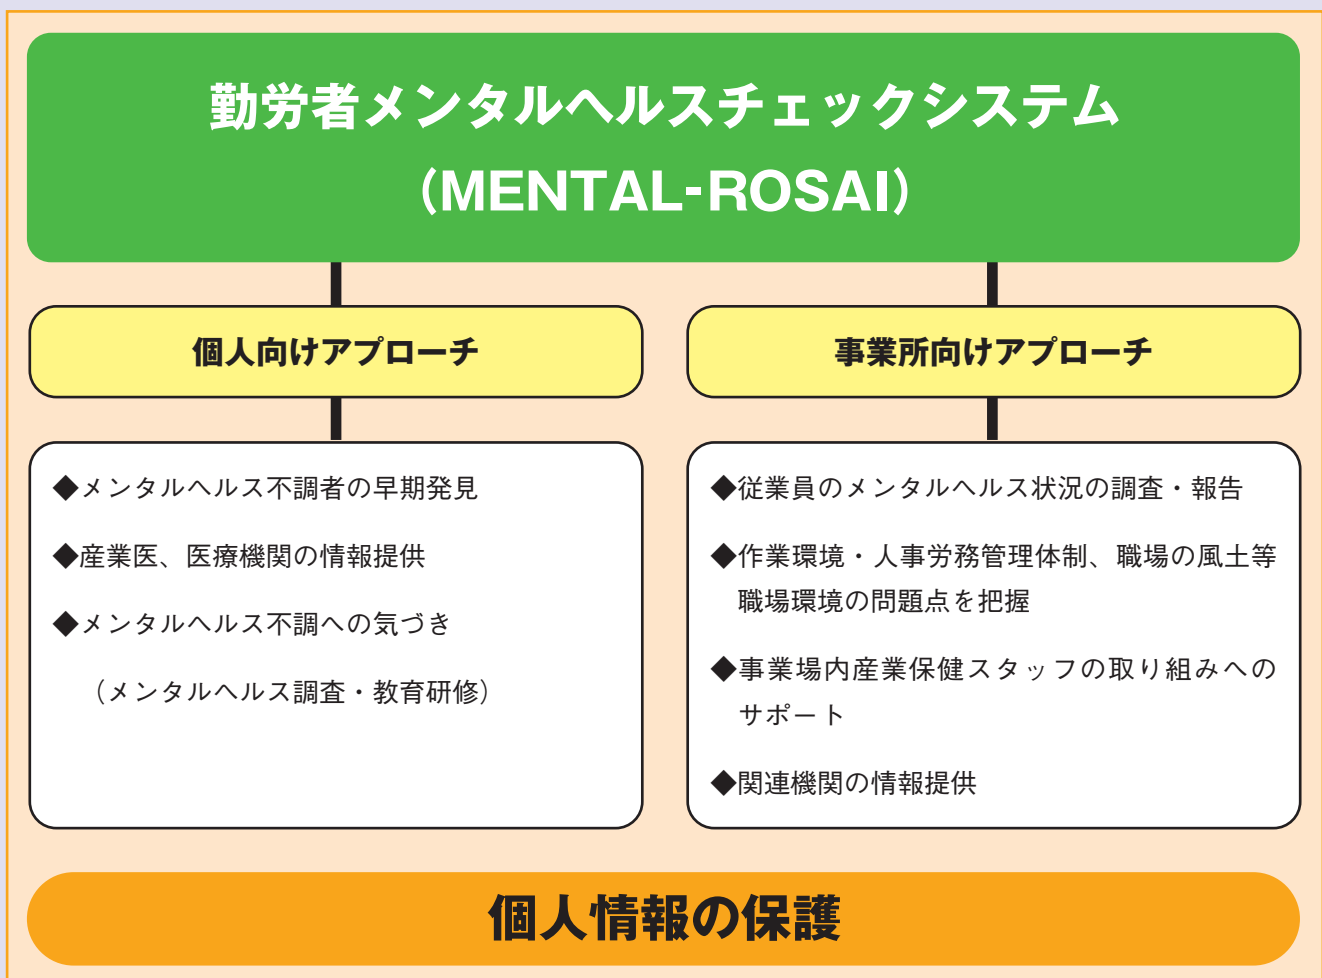 勤労者メンタルヘルスチェックシステム
（MENTAL-ROSAI）
個人向けアプローチ
◆メンタルヘルス不調者の早期発見
◆産業医、医療機関の情報提供
◆メンタルヘルス不調への気づき
（メンタルヘルス調査・教育研修）
事業所向けアプローチ
◆従業員のメンタルヘルス状況の調査・報告
◆作業環境・人事労務管理体制、職場の風土等
職場環境の問題点を把握
◆事業場内産業保健スタッフの取り組みへの
サポート
◆関連機関の情報提供
個人情報の保護